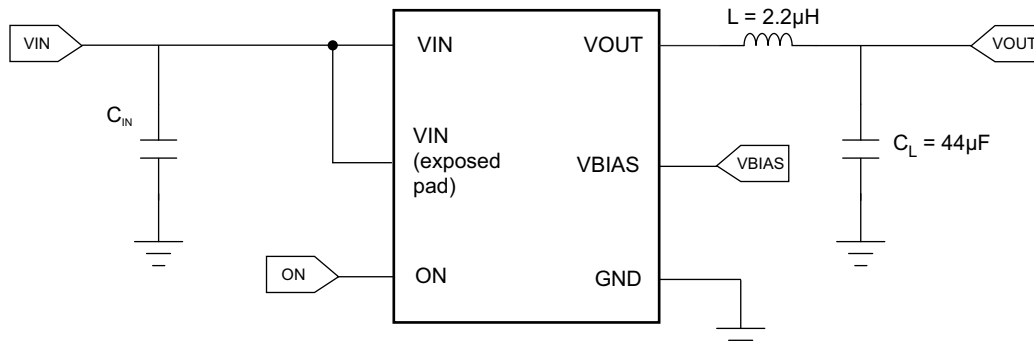 L = 2.2µH
VIN
VIN
VOUT
VOUT
C_IN
VIN
(exposed
pad)
VBIAS
VBIAS
C_L = 44µF
ON
ON
GND